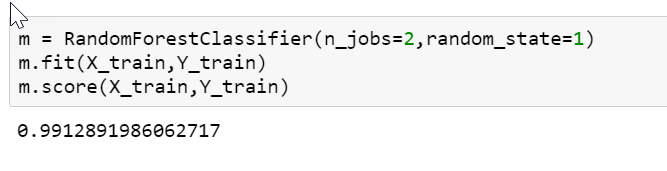 m = RandomForestClassifier(n_jobs=2,random_state=1)
m.fit(X_train,Y_train)
m.score(X_train,Y_train)
0.9912891986062717